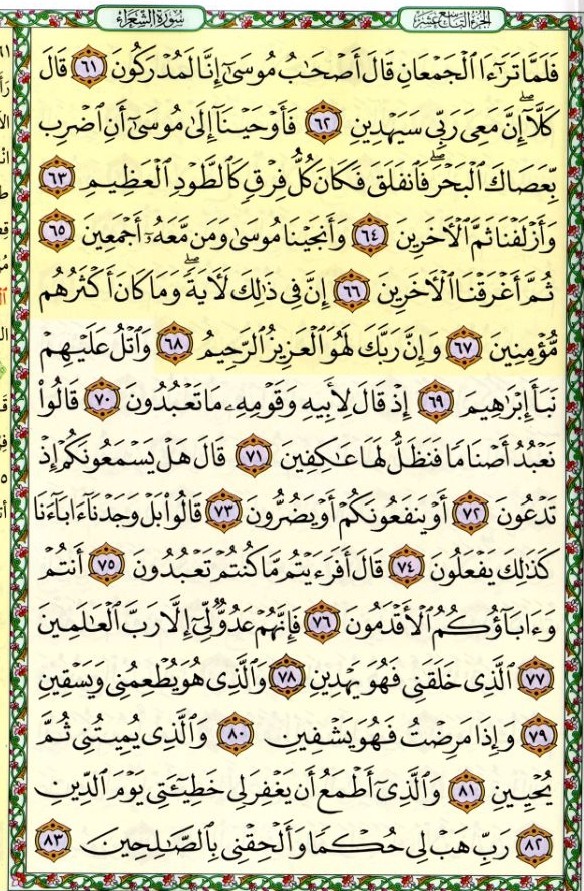 الجزء التاسع عشر
سورة الشعراء
فَلَمَّا تَرَٰٓءَا ٱلۡجَمۡعَانِ قَالَ أَصۡحَٰبُ مُوسَىٰٓ إِنَّا لَمُدۡرَكُونَ ٦١ قَالَ
كَلَّآۖ إِنَّ مَعِيَ رَبِّي سَيَهۡدِينِ ٦٢ فَأَوۡحَيۡنَآ إِلَىٰ مُوسَىٰٓ أَنِ ٱضۡرِب
بِّعَصَاكَ ٱلۡبَحۡرَۖ فَٱنفَلَقَ فَكَانَ كُلُّ فِرۡقٖ كَٱلطَّوۡدِ ٱلۡعَظِيمِ ٦٣
وَأَزۡلَفۡنَا ثَمَّ ٱلۡأٓخَرِينَ ٦٤ وَأَنجَيۡنَا مُوسَىٰ وَمَن مَّعَهُۥٓ أَجۡمَعِينَ ٦٥
ثُمَّ أَغۡرَقۡنَا ٱلۡأٓخَرِينَ ٦٦ إِنَّ فِي ذَٰلِكَ لَأٓيَةٗۖ وَمَا كَانَ أَكۡثَرُهُم
مُّؤۡمِنِينَ ٦٧ وَإِنَّ رَبَّكَ لَهُوَ ٱلۡعَزِيزُ ٱلرَّحِيمُ ٦٨ وَٱتۡلُ عَلَيۡهِمۡ
نَبَأَ إِبۡرَٰهِيمَ ٦٩ إِذۡ قَالَ لِأَبِيهِ وَقَوۡمِهِۦ مَا تَعۡبُدُونَ ٧٠ قَالُواْ
نَعۡبُدُ أَصۡنَامٗا فَنَظَلُّ لَهَا عَٰكِفِينَ ٧١ قَالَ هَلۡ يَسۡمَعُونَكُمۡ إِذۡ
تَدۡعُونَ ٧٢ أَوۡ يَنفَعُونَكُمۡ أَوۡ يَضُرُّونَ ٧٣ قَالُواْ بَلۡ وَجَدۡنَآ ءَابَآءَنَا
كَذَٰلِكَ يَفۡعَلُونَ ٧٤ قَالَ أَفَرَءَيۡتُم مَّا كُنتُمۡ تَعۡبُدُونَ ٧٥ أَنتُمۡ
وَءَابَآؤُكُمُ ٱلۡأَقۡدَمُونَ ٧٦ فَإِنَّهُمۡ عَدُوّٞ لِّيٓ إِلَّا رَبَّ ٱلۡعَٰلَمِينَ
٧٧ ٱلَّذِي خَلَقَنِي فَهُوَ يَهۡدِينِ ٧٨ وَٱلَّذِي هُوَ يُطۡعِمُنِي وَيَسۡقِينِ
٧٩ وَإِذَا مَرِضۡتُ فَهُوَ يَشۡفِينِ ٨٠ وَٱلَّذِي يُمِيتُنِي ثُمَّ
يُحۡيِينِ ٨١ وَٱلَّذِيٓ أَطۡمَعُ أَن يَغۡفِرَ لِي خَطِيٓـَٔتِي يَوۡمَ ٱلدِّينِ
٨٢ رَبِّ هَبۡ لِي حُكۡمٗا وَأَلۡحِقۡنِي بِٱلصَّٰلِحِينَ ٨٣